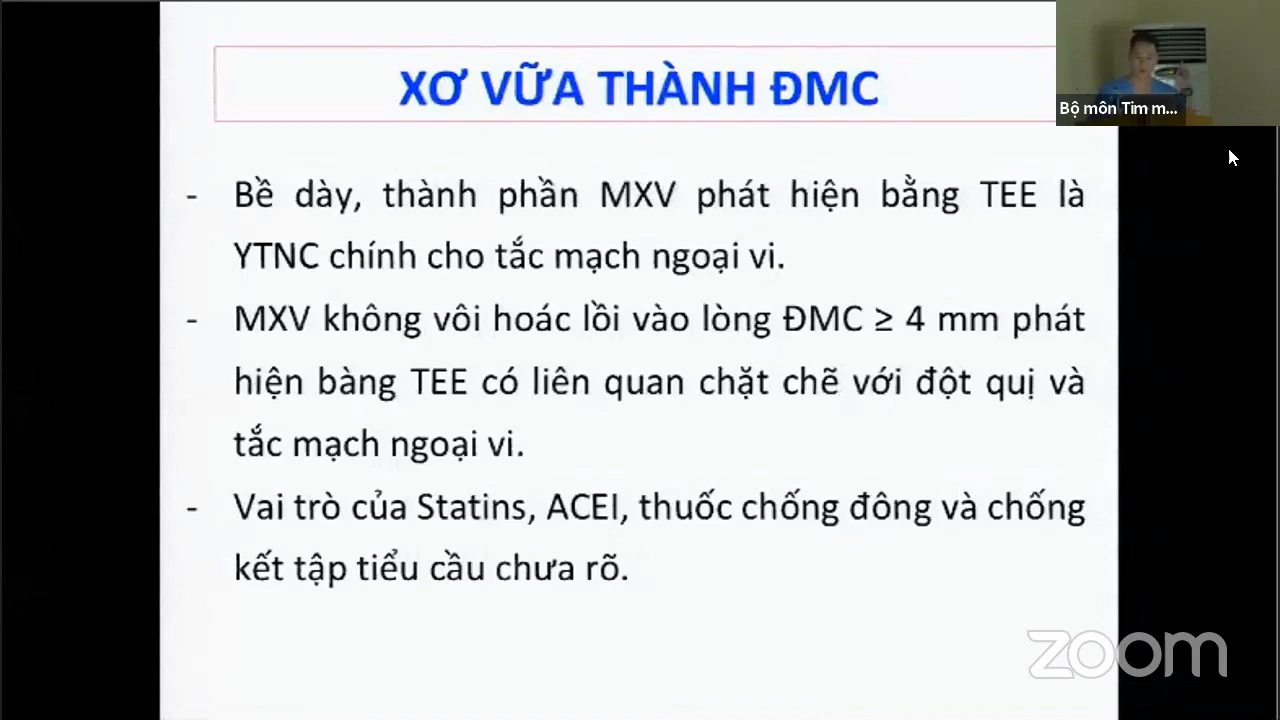 XƠ VỮA THÀNH ĐMC
Bộ môn Tim m...
- Bề dày, thành phần MXV phát hiện bằng TEE là
YTNC chính cho tắc mạch ngoại vi.
- MXV không vôi hoác lồi vào lòng ĐMC ≥ 4 mm phát
hiện bàng TEE có liên quan chặt chẽ với đột quị và
tắc mạch ngoại vi.
- Vai trò của Statins, ACEI, thuốc chống đông và chống
kết tập tiểu cầu chưa rõ.
zoom